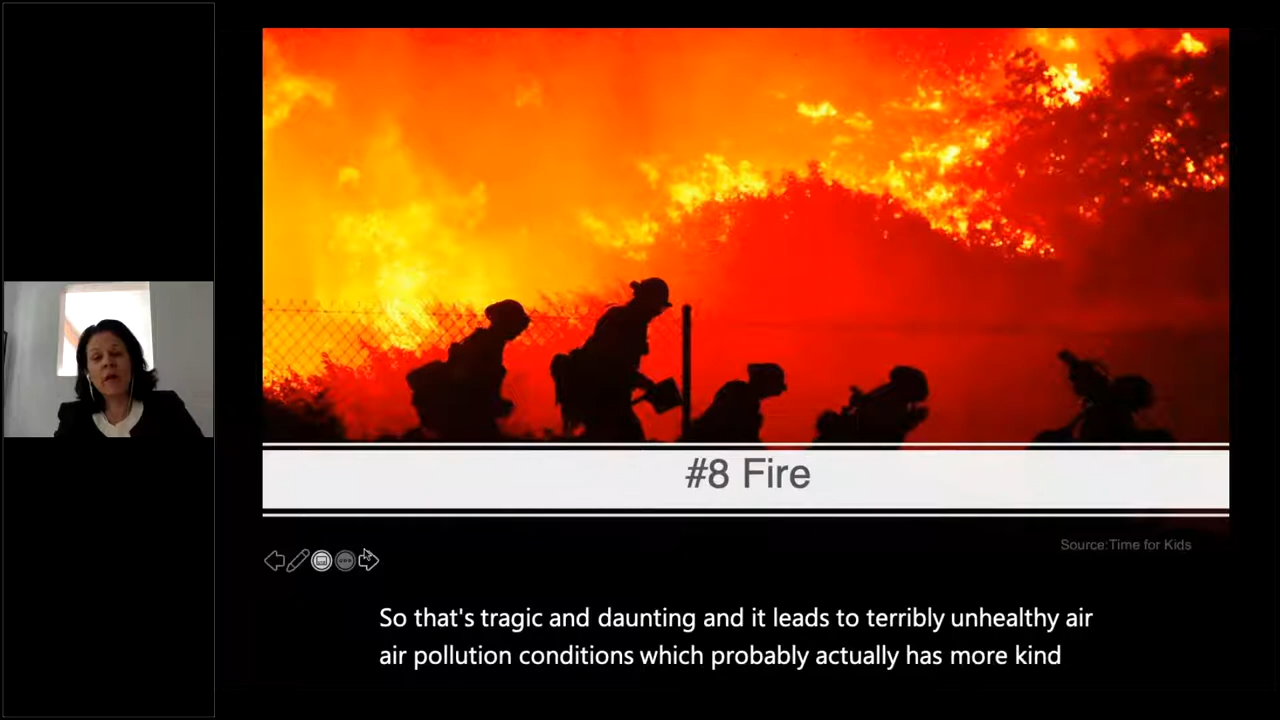 #8 Fire
Source:Time for Kids
So that's tragic and daunting and it leads to terribly unhealthy air
air pollution conditions which probably actually has more kind